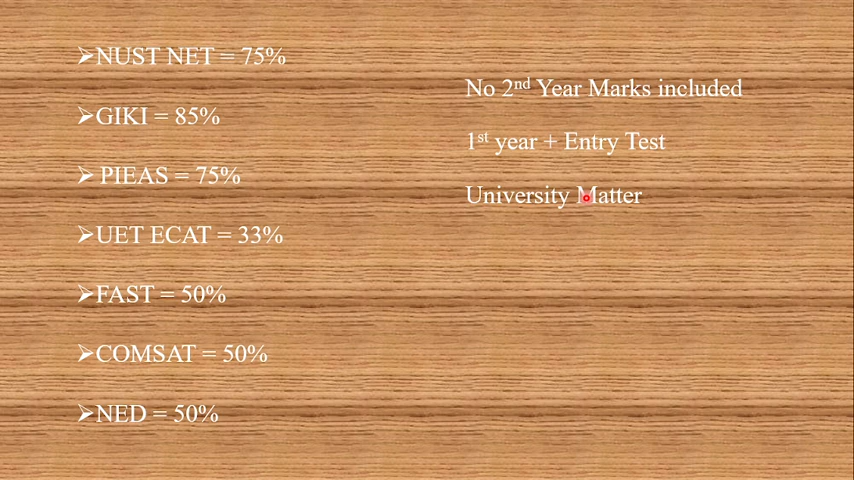 ➢NUST NET = 75%
➢GIKI = 85%
➢ PIEAS = 75%
➢UET ECAT = 33%
➢FAST = 50%
➢COMSAT = 50%
➢NED = 50%
No 2nd Year Marks included
1st year + Entry Test
University Matter